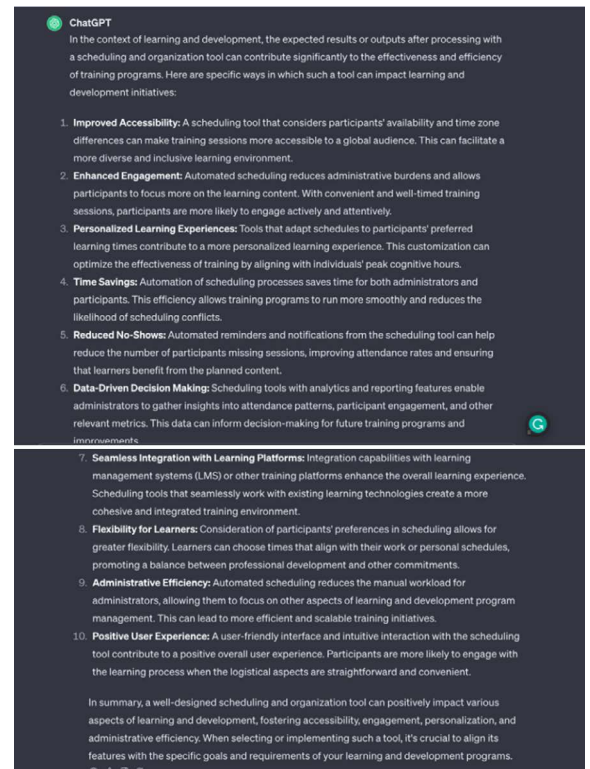 ChatGPT
In the context of learning and development, the expected results or outputs after processing with
a scheduling and organization tool can contribute significantly to the effectiveness and efficiency
of training programs. Here are specific ways in which such a tool can impact learning and
development initiatives:
1. Improved Accessibility: A scheduling tool that considers participants' availability and time zone
differences can make training sessions more accessible to a global audience. This can facilitate a
more diverse and inclusive learning environment.
2. Enhanced Engagement: Automated scheduling reduces administrative burdens and allows
participants to focus more on the learning content. With convenient and well-timed training
sessions, participants are more likely to engage actively and attentively.
3. Personalized Learning Experiences: Tools that adapt schedules to participants' preferred
learning times contribute to a more personalized learning experience. This customization can
optimize the effectiveness of training by aligning with individuals' peak cognitive hours.
4. Time Savings: Automation of scheduling processes saves time for both administrators and
participants. This efficiency allows training programs to run more smoothly and reduces the
likelihood of scheduling conflicts.
5. Reduced No-Shows: Automated reminders and notifications from the scheduling tool can help
reduce the number of participants missing sessions, improving attendance rates and ensuring
that learners benefit from the planned content.
6. Data-Driven Decision Making: Scheduling tools with analytics and reporting features enable
administrators to gather insights into attendance patterns, participant engagement, and other
relevant metrics. This data can inform decision-making for future training programs and
improvements.
7. Seamless Integration with Learning Platforms: Integration capabilities with learning
management systems (LMS) or other training platforms enhance the overall learning experience.
Scheduling tools that seamlessly work with existing learning technologies create a more
cohesive and integrated training environment.
8. Flexibility for Learners: Consideration of participants' preferences in scheduling allows for
greater flexibility. Learners can choose times that align with their work or personal schedules,
promoting a balance between professional development and other commitments.
9. Administrative Efficiency: Automated scheduling reduces the manual workload for
administrators, allowing them to focus on other aspects of learning and development program
management. This can lead to more efficient and scalable training initiatives.
10. Positive User Experience: A user-friendly interface and intuitive interaction with the scheduling
tool contribute to a positive overall user experience. Participants are more likely to engage with
the learning process when the logistical aspects are straightforward and convenient.
In summary, a well-designed scheduling and organization tool can positively impact various
aspects of learning and development, fostering accessibility, engagement, personalization, and
administrative efficiency. When selecting or implementing such a tool, it's crucial to align its
features with the specific goals and requirements of your learning and development programs.